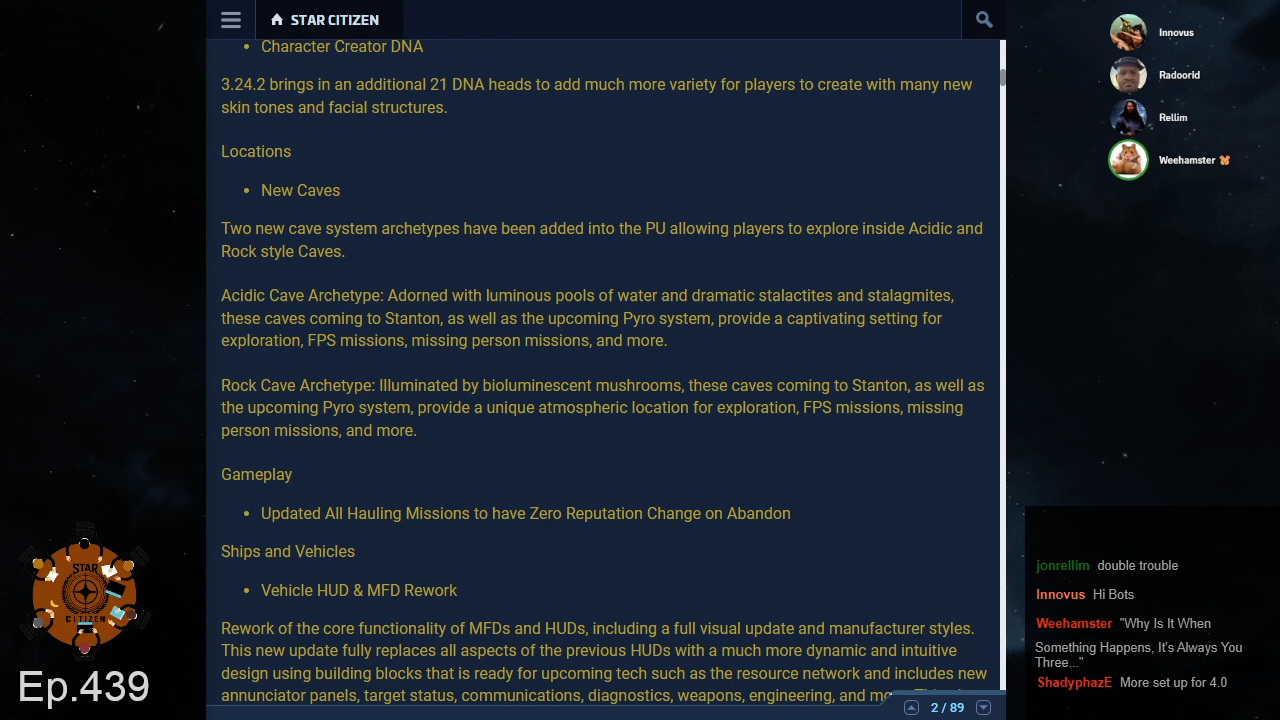 STAR CITIZEN
Character Creator DNA
3.24.2 brings in an additional 21 DNA heads to add much more variety for players to create with many new
skin tones and facial structures.
Locations
New Caves
Two new cave system archetypes have been added into the PU allowing players to explore inside Acidic and
Rock style Caves.
Acidic Cave Archetype: Adorned with luminous pools of water and dramatic stalactites and stalagmites,
these caves coming to Stanton, as well as the upcoming Pyro system, provide a captivating setting for
exploration, FPS missions, missing person missions, and more.
Rock Cave Archetype: Illuminated by bioluminescent mushrooms, these caves coming to Stanton, as well as
the upcoming Pyro system, provide a unique atmospheric location for exploration, FPS missions, missing
person missions, and more.
Gameplay
Updated All Hauling Missions to have Zero Reputation Change on Abandon
Ships and Vehicles
Vehicle HUD & MFD Rework
Rework of the core functionality of MFDs and HUDs, including a full visual update and manufacturer styles.
This new update fully replaces all aspects of the previous HUDs with a much more dynamic and intuitive
design using building blocks that is ready for upcoming tech such as the resource network and includes new
annunciator panels, target status, communications, diagnostics, weapons, engineering, and
2 / 89
Innovus
Radoorid
Rellim
Weehamster 🐹
jonrellim double trouble
Innovus Hi Bots
Weehamster "Why Is It When
Something Happens, It's Always You
Three..."
ShadyphazE More set up for 4.0
STAR
CITIZEN
Ep.439